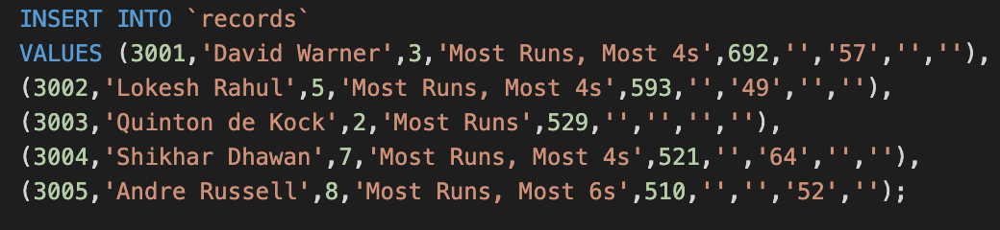 INSERT INTO `records`
VALUES (3001,'David Warner',3,'Most Runs, Most 4s',692,'','57','',''),
(3002,'Lokesh Rahul',5,'Most Runs, Most 4s',593,'','49','',''),
(3003,'Quinton de Kock',2,'Most Runs',529,'','','',''),
(3004,'Shikhar Dhawan',7,'Most Runs, Most 4s',521,'','64','',''),
(3005,'Andre Russell',8,'Most Runs, Most 6s',510,'','','52','');